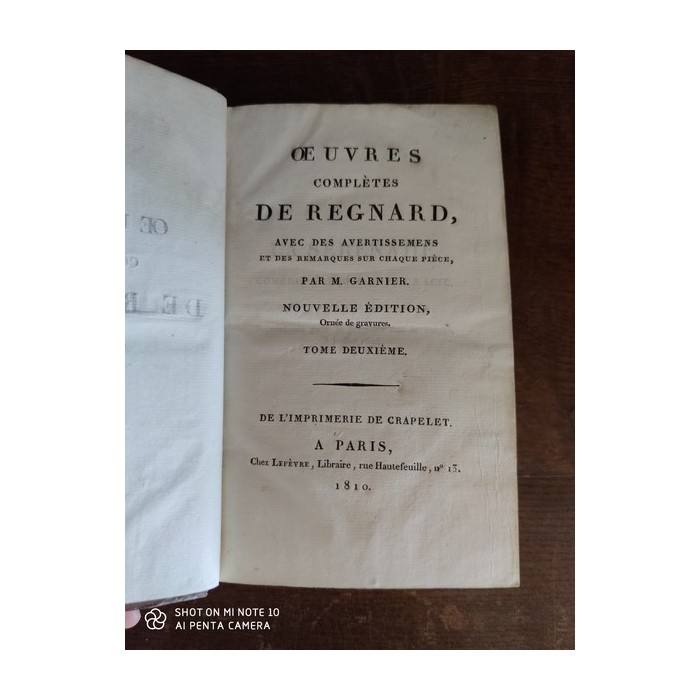 ŒUVRES
COMPLÈTES
DE REGNARD,
AVEC DES AVERTISSEMENS
ET DES REMARQUES SUR CHAQUE PIÈCE,
PAR M. GARNIER.
NOUVELLE ÉDITION,
Ornée de gravures.
TOME DEUXIÈME.
DE L'IMPRIMERIE DE CRAPELET.
A PARIS,
Chez LEFÈVRE, Libraire, rue Hautefeuille, nº 13.
1810.
SHOT ON MI NOTE 10
AI PENTA CAMERA